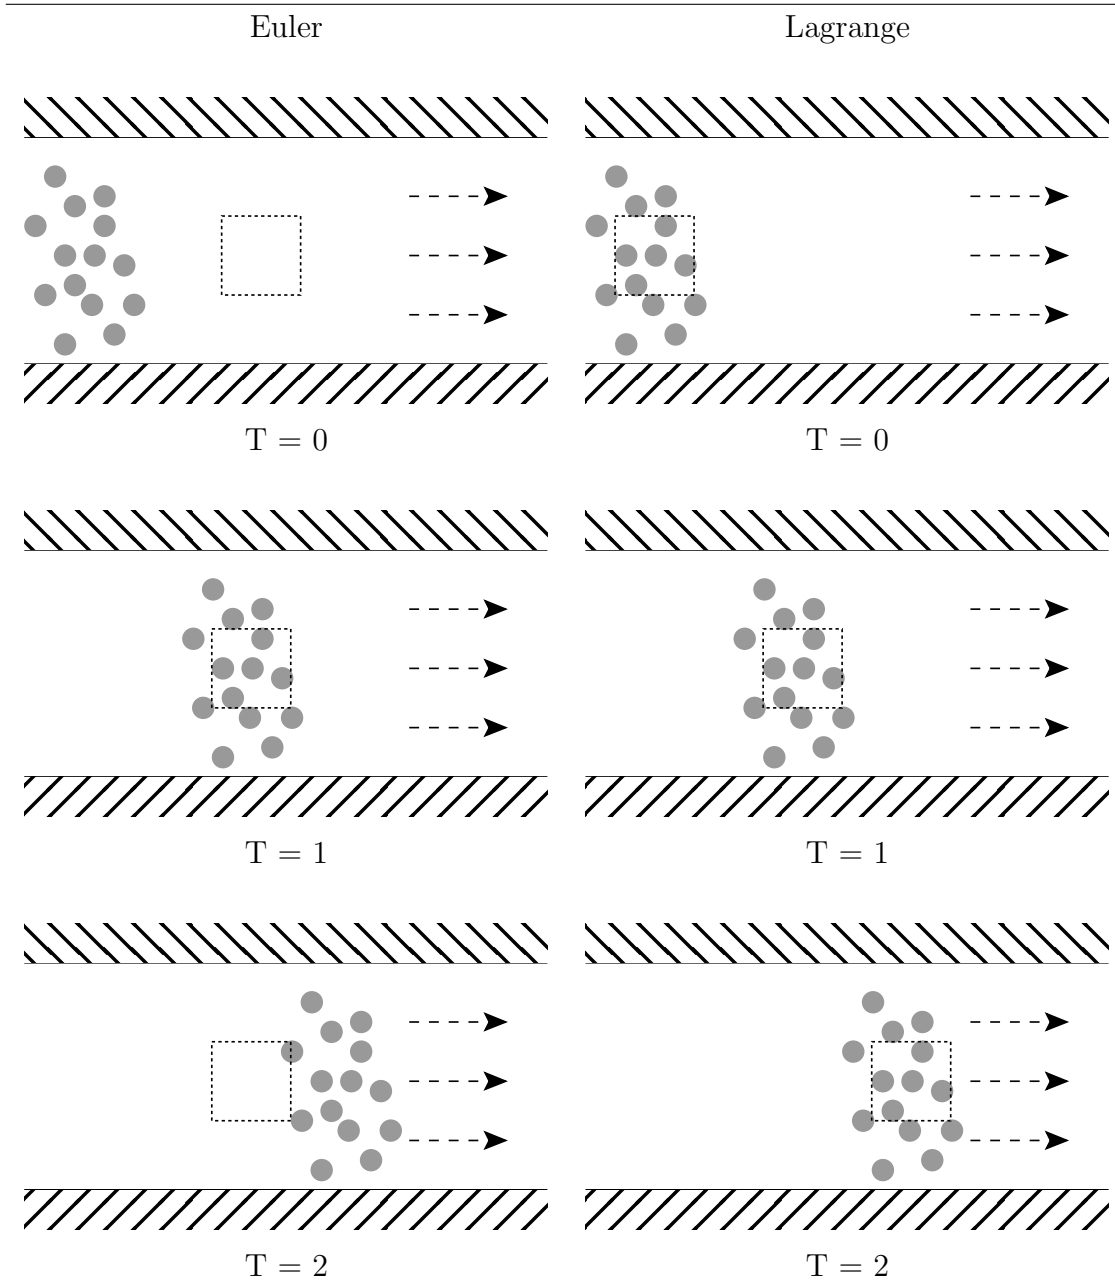 Euler Lagrange
T = 0 T = 0
T = 1 T = 1
T = 2 T = 2